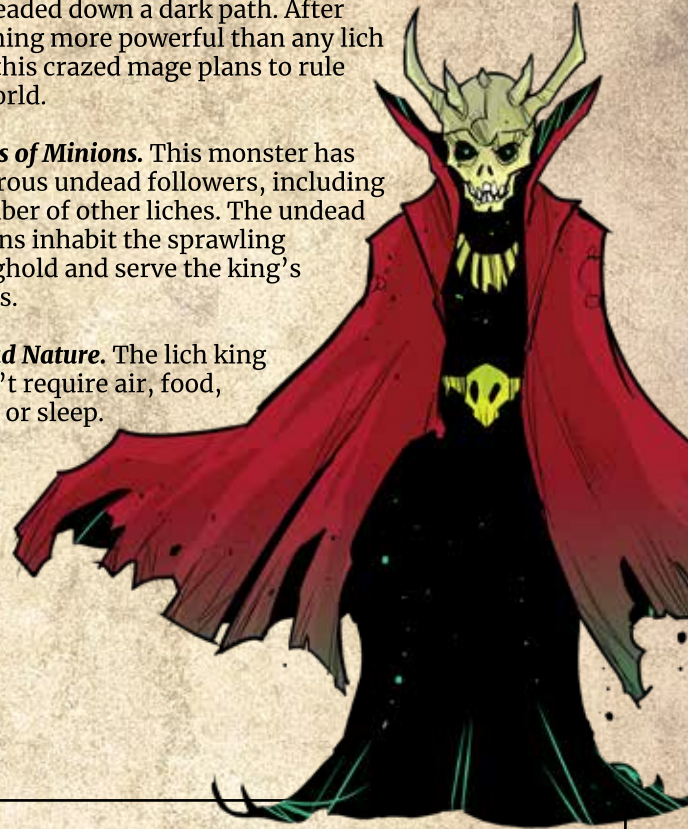 eaded down a dark path. After
ning more powerful than any lich
this crazed mage plans to rule
orld.
s of Minions. This monster has
rous undead followers, including
ber of other liches. The undead
ns inhabit the sprawling
ghold and serve the king's
s.
d Nature. The lich king
't require air, food,
or sleep.